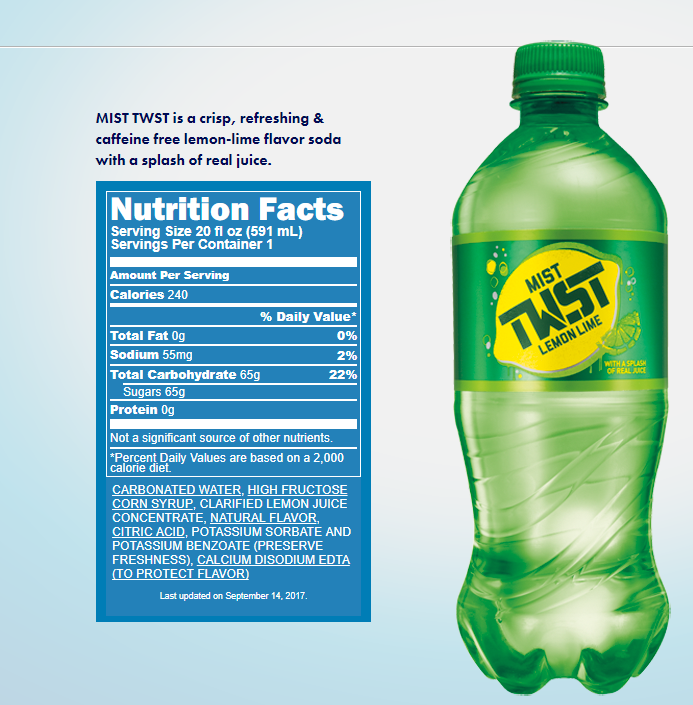 MIST TWST is a crisp, refreshing &
caffeine free lemon-lime flavor soda
with a splash of real juice.
Nutrition Facts
Serving Size 20 fl oz (591 mL)
Servings Per Container 1
Amount Per Serving
Calories 240
% Daily Value*
Total Fat 0g 0%
Sodium 55mg 2%
Total Carbohydrate 65g 22%
Sugars 65g
Protein 0g
Not a significant source of other nutrients.
*Percent Daily Values are based on a 2,000
calorie diet.
CARBONATED WATER, HIGH FRUCTOSE
CORN SYRUP, CLARIFIED LEMON JUICE
CONCENTRATE, NATURAL FLAVOR,
CITRIC ACID, POTASSIUM SORBATE AND
POTASSIUM BENZOATE (PRESERVE
FRESHNESS), CALCIUM DISODIUM EDTA
(TO PROTECT FLAVOR)
Last updated on September 14, 2017.
MIST
TWST
LEMON LIME
WITH A SPLASH
OF REAL JUICE